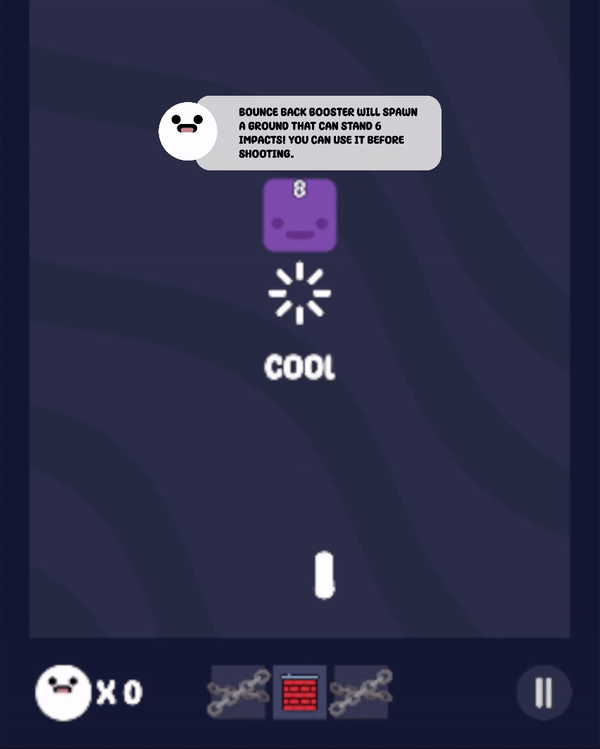 BOUNCE BACK BOOSTER WILL SPAWN
A GROUND THAT CAN STAND 6
IMPACTS! YOU CAN USE IT BEFORE
SHOOTING.
8
COOL
X 0